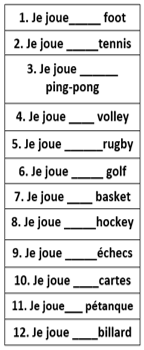 1. Je joue_____ foot
2. Je joue _____tennis
3. Je joue ______
ping-pong
4. Je joue ____ volley
5. Je joue ______rugby
6. Je joue _____ golf
7. Je joue ____ basket
8. Je joue _____hockey
9. Je joue _____échecs
10. Je joue ____cartes
11. Je joue___ pétanque
12. Je joue ____billard